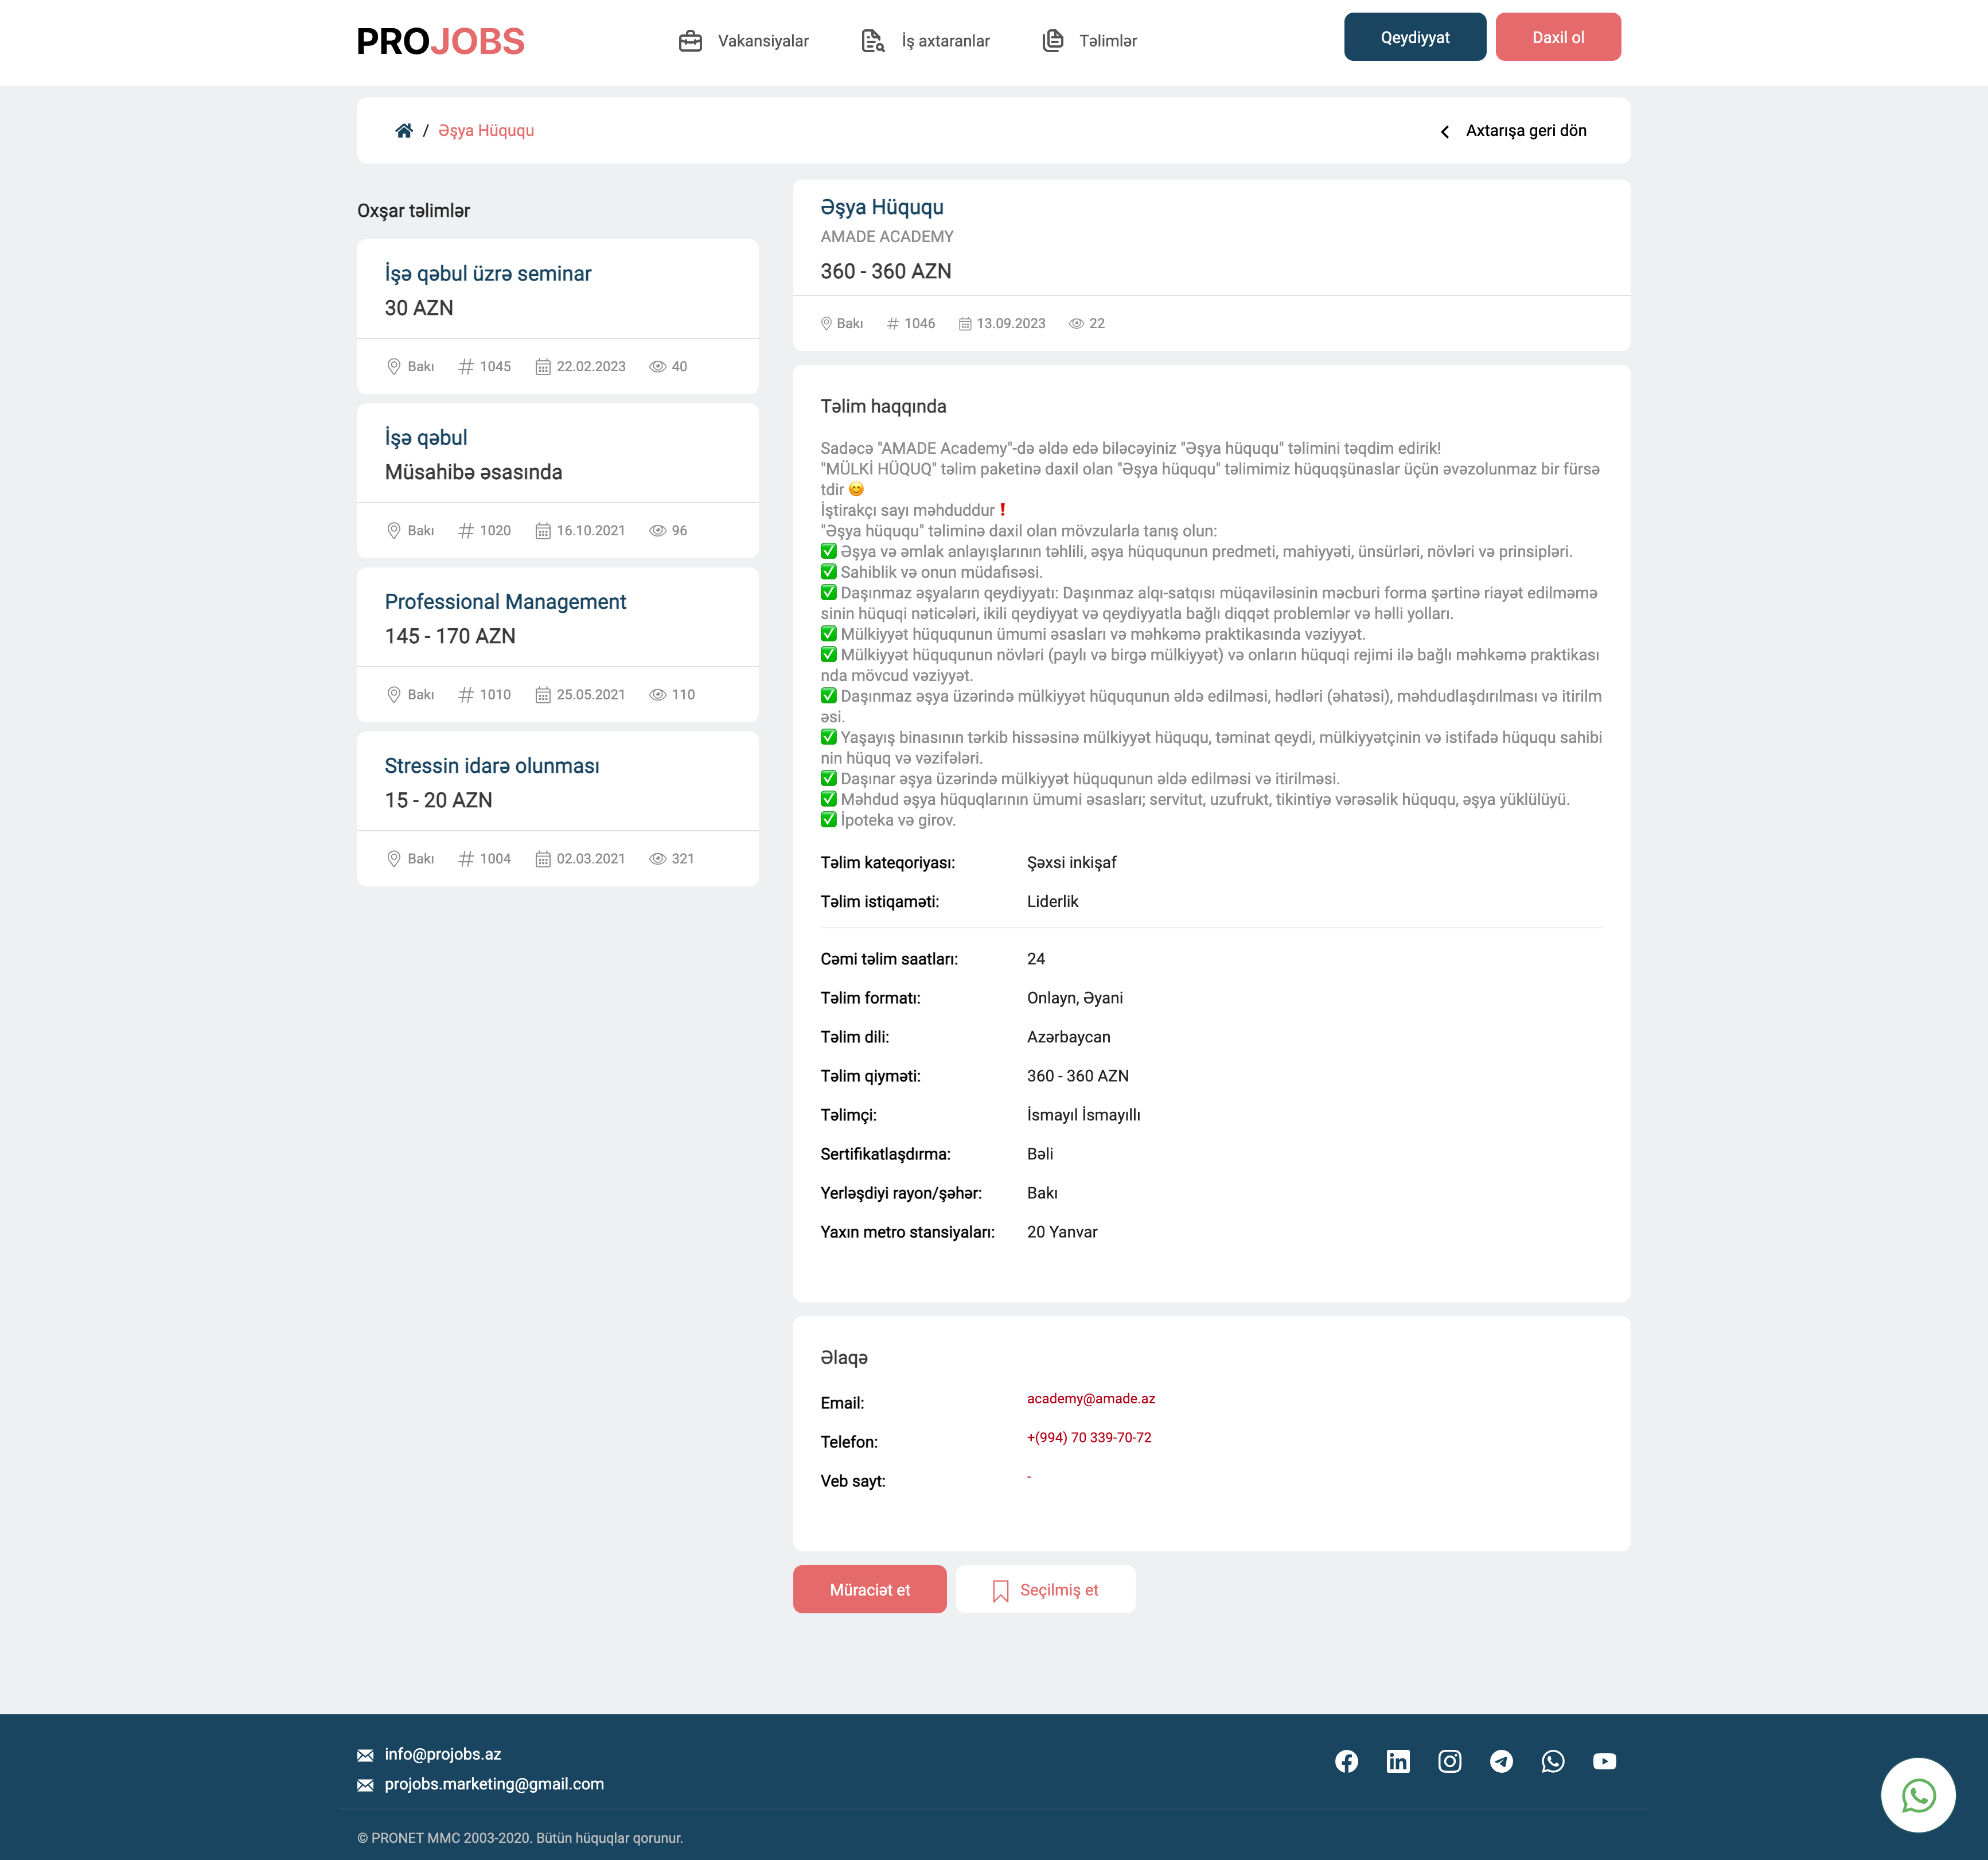 PROJOBS
Vakansiyalar
İş axtaranlar
Təlimlər
Qeydiyyat
Daxil ol
/ Əşya Hüququ
Axtarışa geri dön
Oxşar təlimlər
İşə qəbul üzrə seminar
30 AZN
Bakı # 1045 22.02.2023 40
İşə qəbul
Müsahibə əsasında
Bakı # 1020 16.10.2021 96
Professional Management
145 - 170 AZN
Bakı # 1010 25.05.2021 110
Stressin idarə olunması
15 - 20 AZN
Bakı # 1004 02.03.2021 321
Əşya Hüququ
AMADE ACADEMY
360 - 360 AZN
Bakı # 1046 13.09.2023 22
Təlim haqqında
Sadəcə "AMADE Academy"-də əldə edə biləcəyiniz "Əşya hüququ" təlimini təqdim edirik!
"MÜLKİ HÜQUQ" təlim paketinə daxil olan "Əşya hüququ" təlimimiz hüquqşünaslar üçün əvəzolunmaz bir fürsə
tdir 😊
İştirakçı sayı məhduddur❗
"Əşya hüququ" təliminə daxil olan mövzularla tanış olun:
✅ Əşya və əmlak anlayışlarının təhlili, əşya hüququnun predmeti, mahiyyəti, ünsürləri, növləri və prinsipləri.
✅ Sahiblik və onun müdafisəsi.
✅ Daşınmaz əşyaların qeydiyyatı: Daşınmaz alqı-satqısı müqaviləsinin məcburi forma şərtinə riayət edilməmə
sinin hüquqi nəticələri, ikili qeydiyyat və qeydiyyatla bağlı diqqət problemlər və həlli yolları.
✅ Mülkiyyət hüququnun ümumi əsasları və məhkəmə praktikasında vəziyyət.
✅ Mülkiyyət hüququnun növləri (paylı və birgə mülkiyyət) və onların hüquqi rejimi ilə bağlı məhkəmə praktikası
nda mövcud vəziyyət.
✅ Daşınmaz əşya üzərində mülkiyyət hüququnun əldə edilməsi, hədləri (əhatəsi), məhdudlaşdırılması və itirilm
əsi.
✅ Yaşayış binasının tərkib hissəsinə mülkiyyət hüququ, təminat qeydi, mülkiyyətçinin və istifadə hüququ sahibi
nin hüquq və vəzifələri.
✅ Daşınar əşya üzərində mülkiyyət hüququnun əldə edilməsi və itirilməsi.
✅ Məhdud əşya hüquqlarının ümumi əsasları; servitut, uzufrukt, tikintiyə vərəsəlik hüququ, əşya yüklülüyü.
✅ İpoteka və girov.
Təlim kateqoriyası: Şəxsi inkişaf
Təlim istiqaməti: Liderlik
Cəmi təlim saatları: 24
Təlim formatı: Onlayn, Əyani
Təlim dili: Azərbaycan
Təlim qiyməti: 360 - 360 AZN
Təlimçi: İsmayıl İsmayıllı
Sertifikatlaşdırma: Bəli
Yerləşdiyi rayon/şəhər: Bakı
Yaxın metro stansiyaları: 20 Yanvar
Əlaqə
Email: academy@amade.az
Telefon: +(994) 70 339-70-72
Veb sayt: -
Müraciət et
Seçilmiş et
info@projobs.az
projobs.marketing@gmail.com
© PRONET MMC 2003-2020. Bütün hüquqlar qorunur.